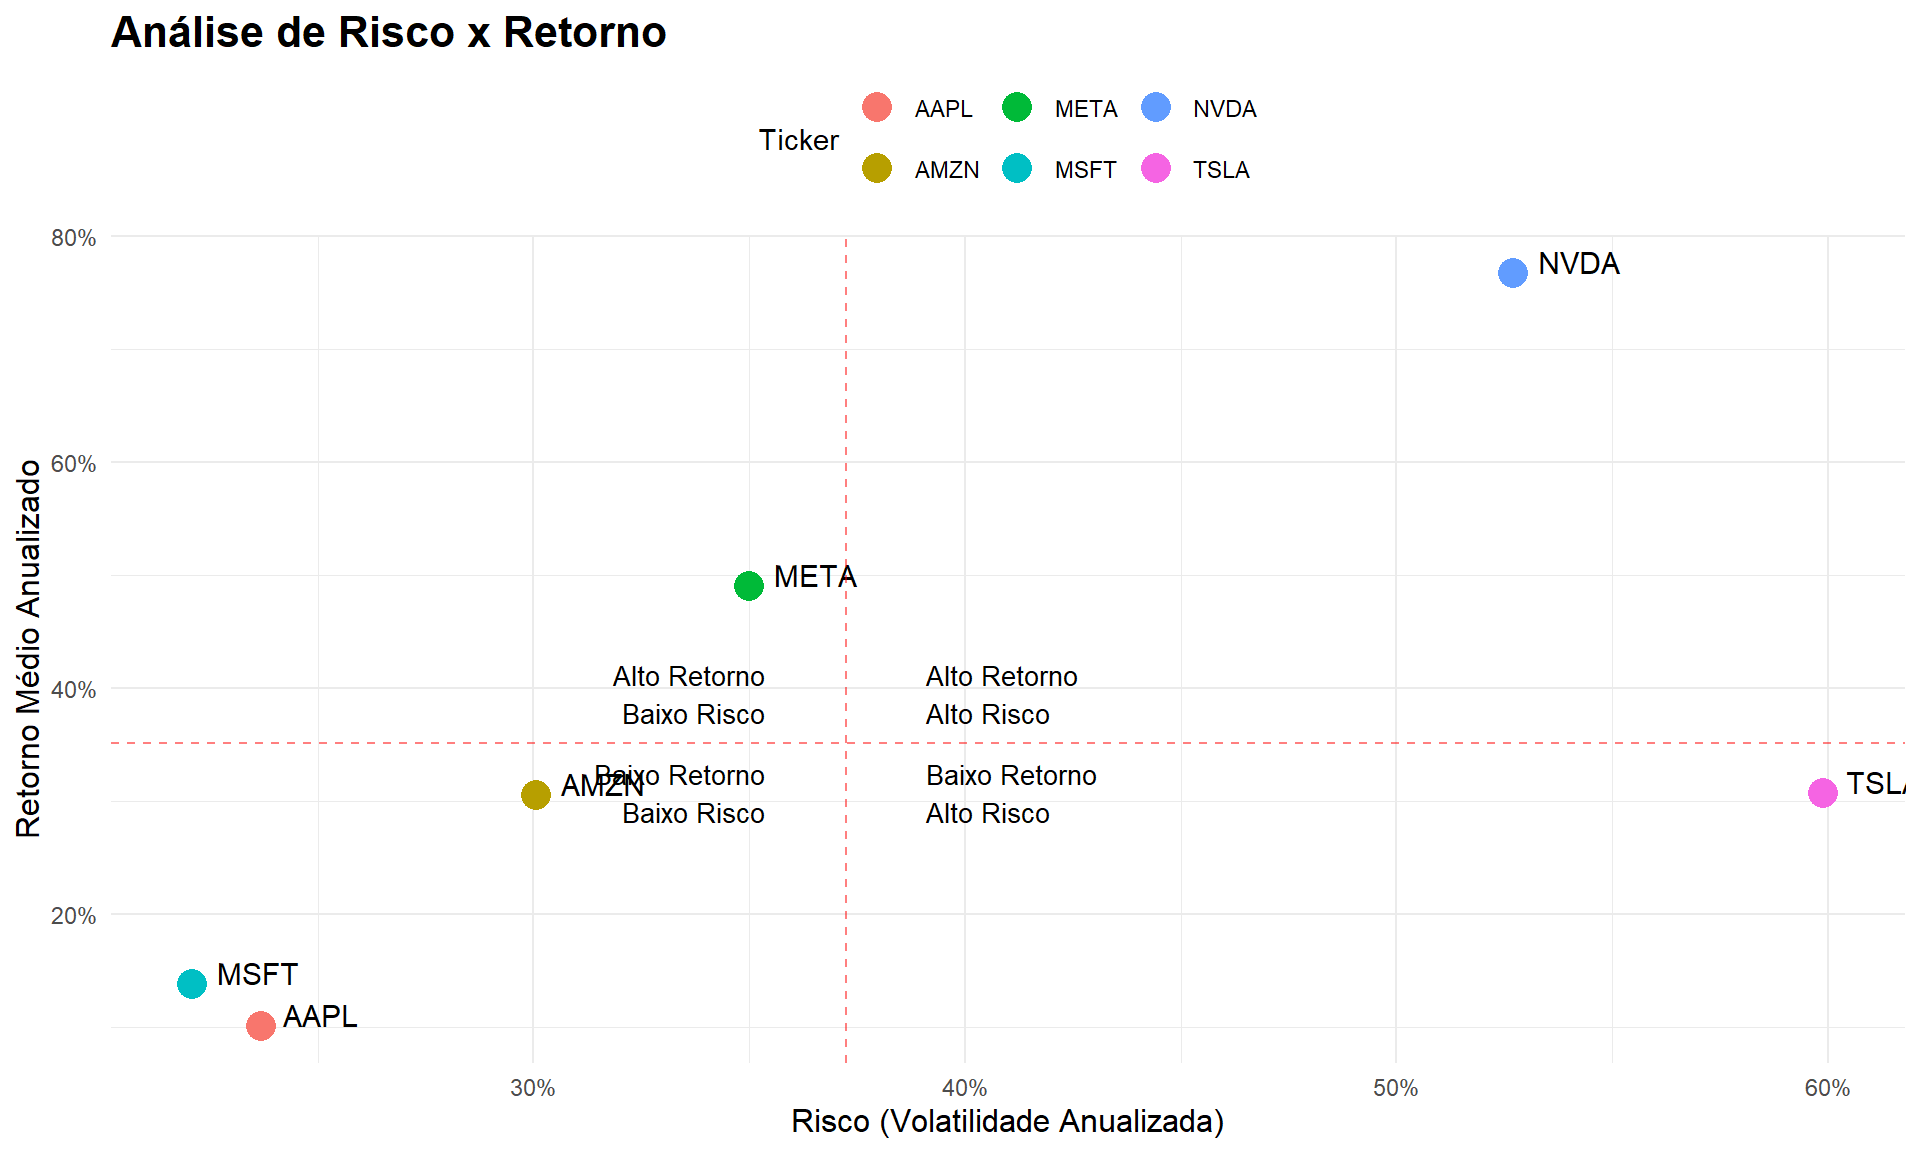 Análise de Risco x Retorno
Ticker
AAPL META NVDA
AMZN MSFT TSLA
80%
60%
40%
20%
Retorno Médio Anualizado
NVDA
META
Alto Retorno
Baixo Risco
Alto Retorno
Alto Risco
AMZN
Baixo Retorno
Baixo Risco
Baixo Retorno
Alto Risco
TSLA
MSFT
AAPL
30% 40% 50% 60%
Risco (Volatilidade Anualizada)